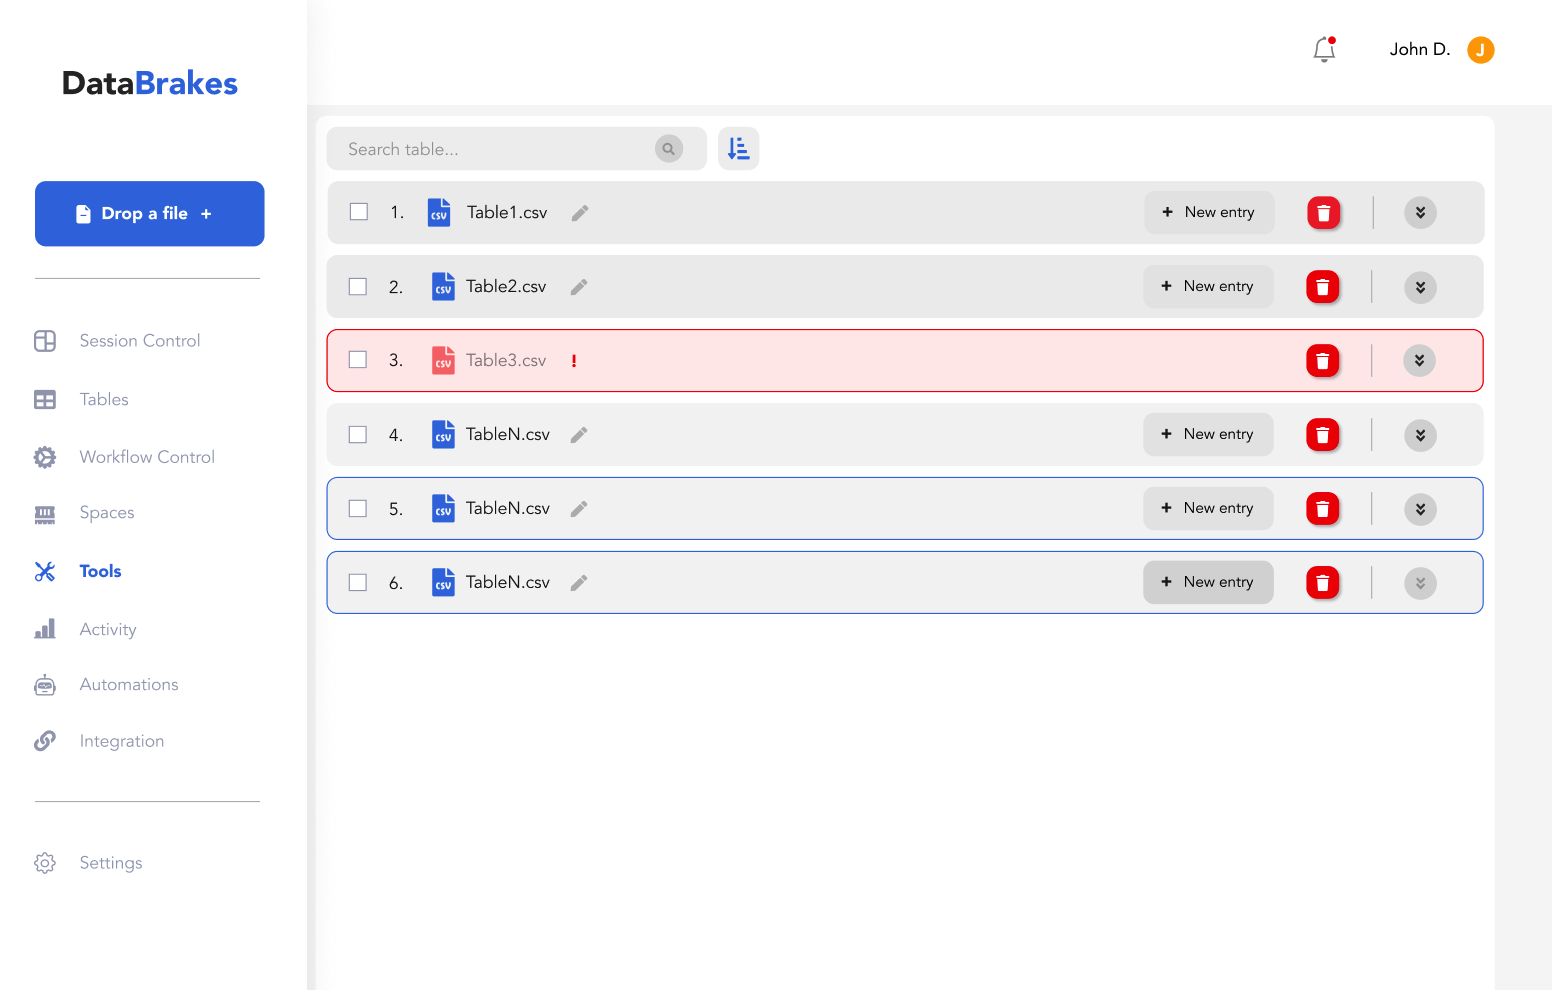 DataBrakes
John D.
J
Drop a file +
Session Control
Tables
Workflow Control
Spaces
Tools
Activity
Automations
Integration
Settings
Search table...
1. CSV Table1.csv + New entry
2. CSV Table2.csv + New entry
3. CSV Table3.csv !
4. CSV TableN.csv + New entry
5. CSV TableN.csv + New entry
6. CSV TableN.csv + New entry